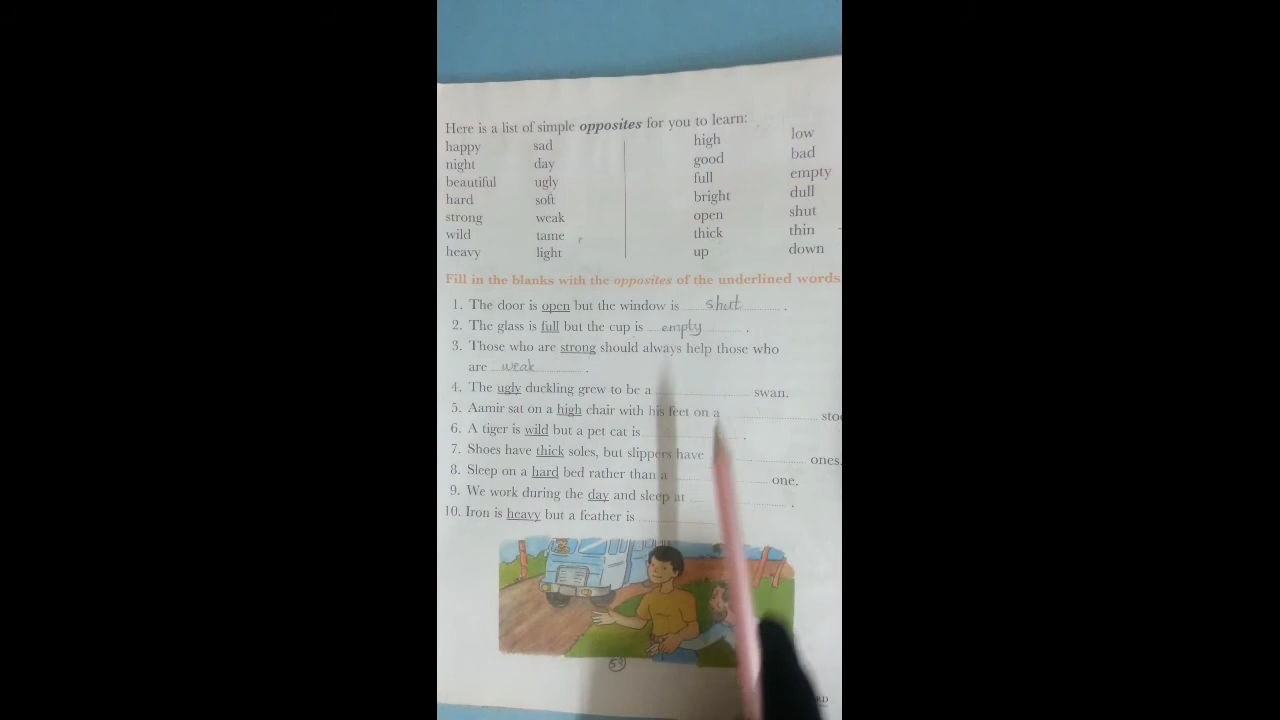 Here is a list of simple opposites for you to learn:
happy sad high low
night day good bad
beautiful ugly full empty
hard soft bright dull
strong weak open shut
wild tame thick thin
heavy light up down
Fill in the blanks with the opposites of the underlined words
1. The door is open but the window is shut .
2. The glass is full but the cup is empty .
3. Those who are strong should always help those who
are weak .
4. The ugly duckling grew to be a swan.
5. Aamir sat on a high chair with his feet on a
6. A tiger is wild but a pet cat is .
7. Shoes have thick soles, but slippers have ones.
8. Sleep on a hard bed rather than a one.
9. We work during the day and sleep at .
10. Iron is heavy but a feather is
59